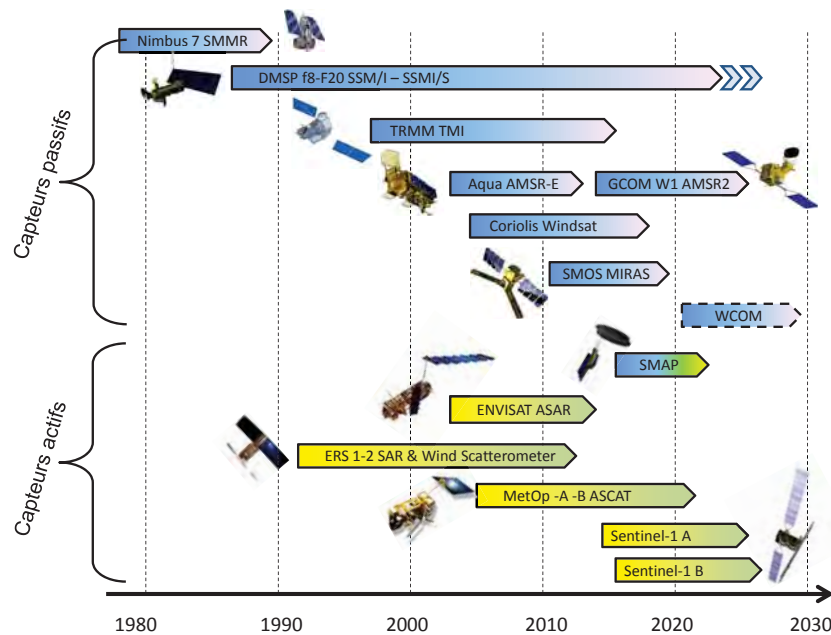 Nimbus 7 SMMR
DMSP f8-F20 SSM/I – SSMI/S
TRMM TMI
Aqua AMSR-E
GCOM W1 AMSR2
Coriolis Windsat
SMOS MIRAS
WCOM
Capteurs passifs
SMAP
ENVISAT ASAR
ERS 1-2 SAR & Wind Scatterometer
MetOp -A -B ASCAT
Sentinel-1 A
Sentinel-1 B
Capteurs actifs
1980 1990 2000 2010 2020 2030